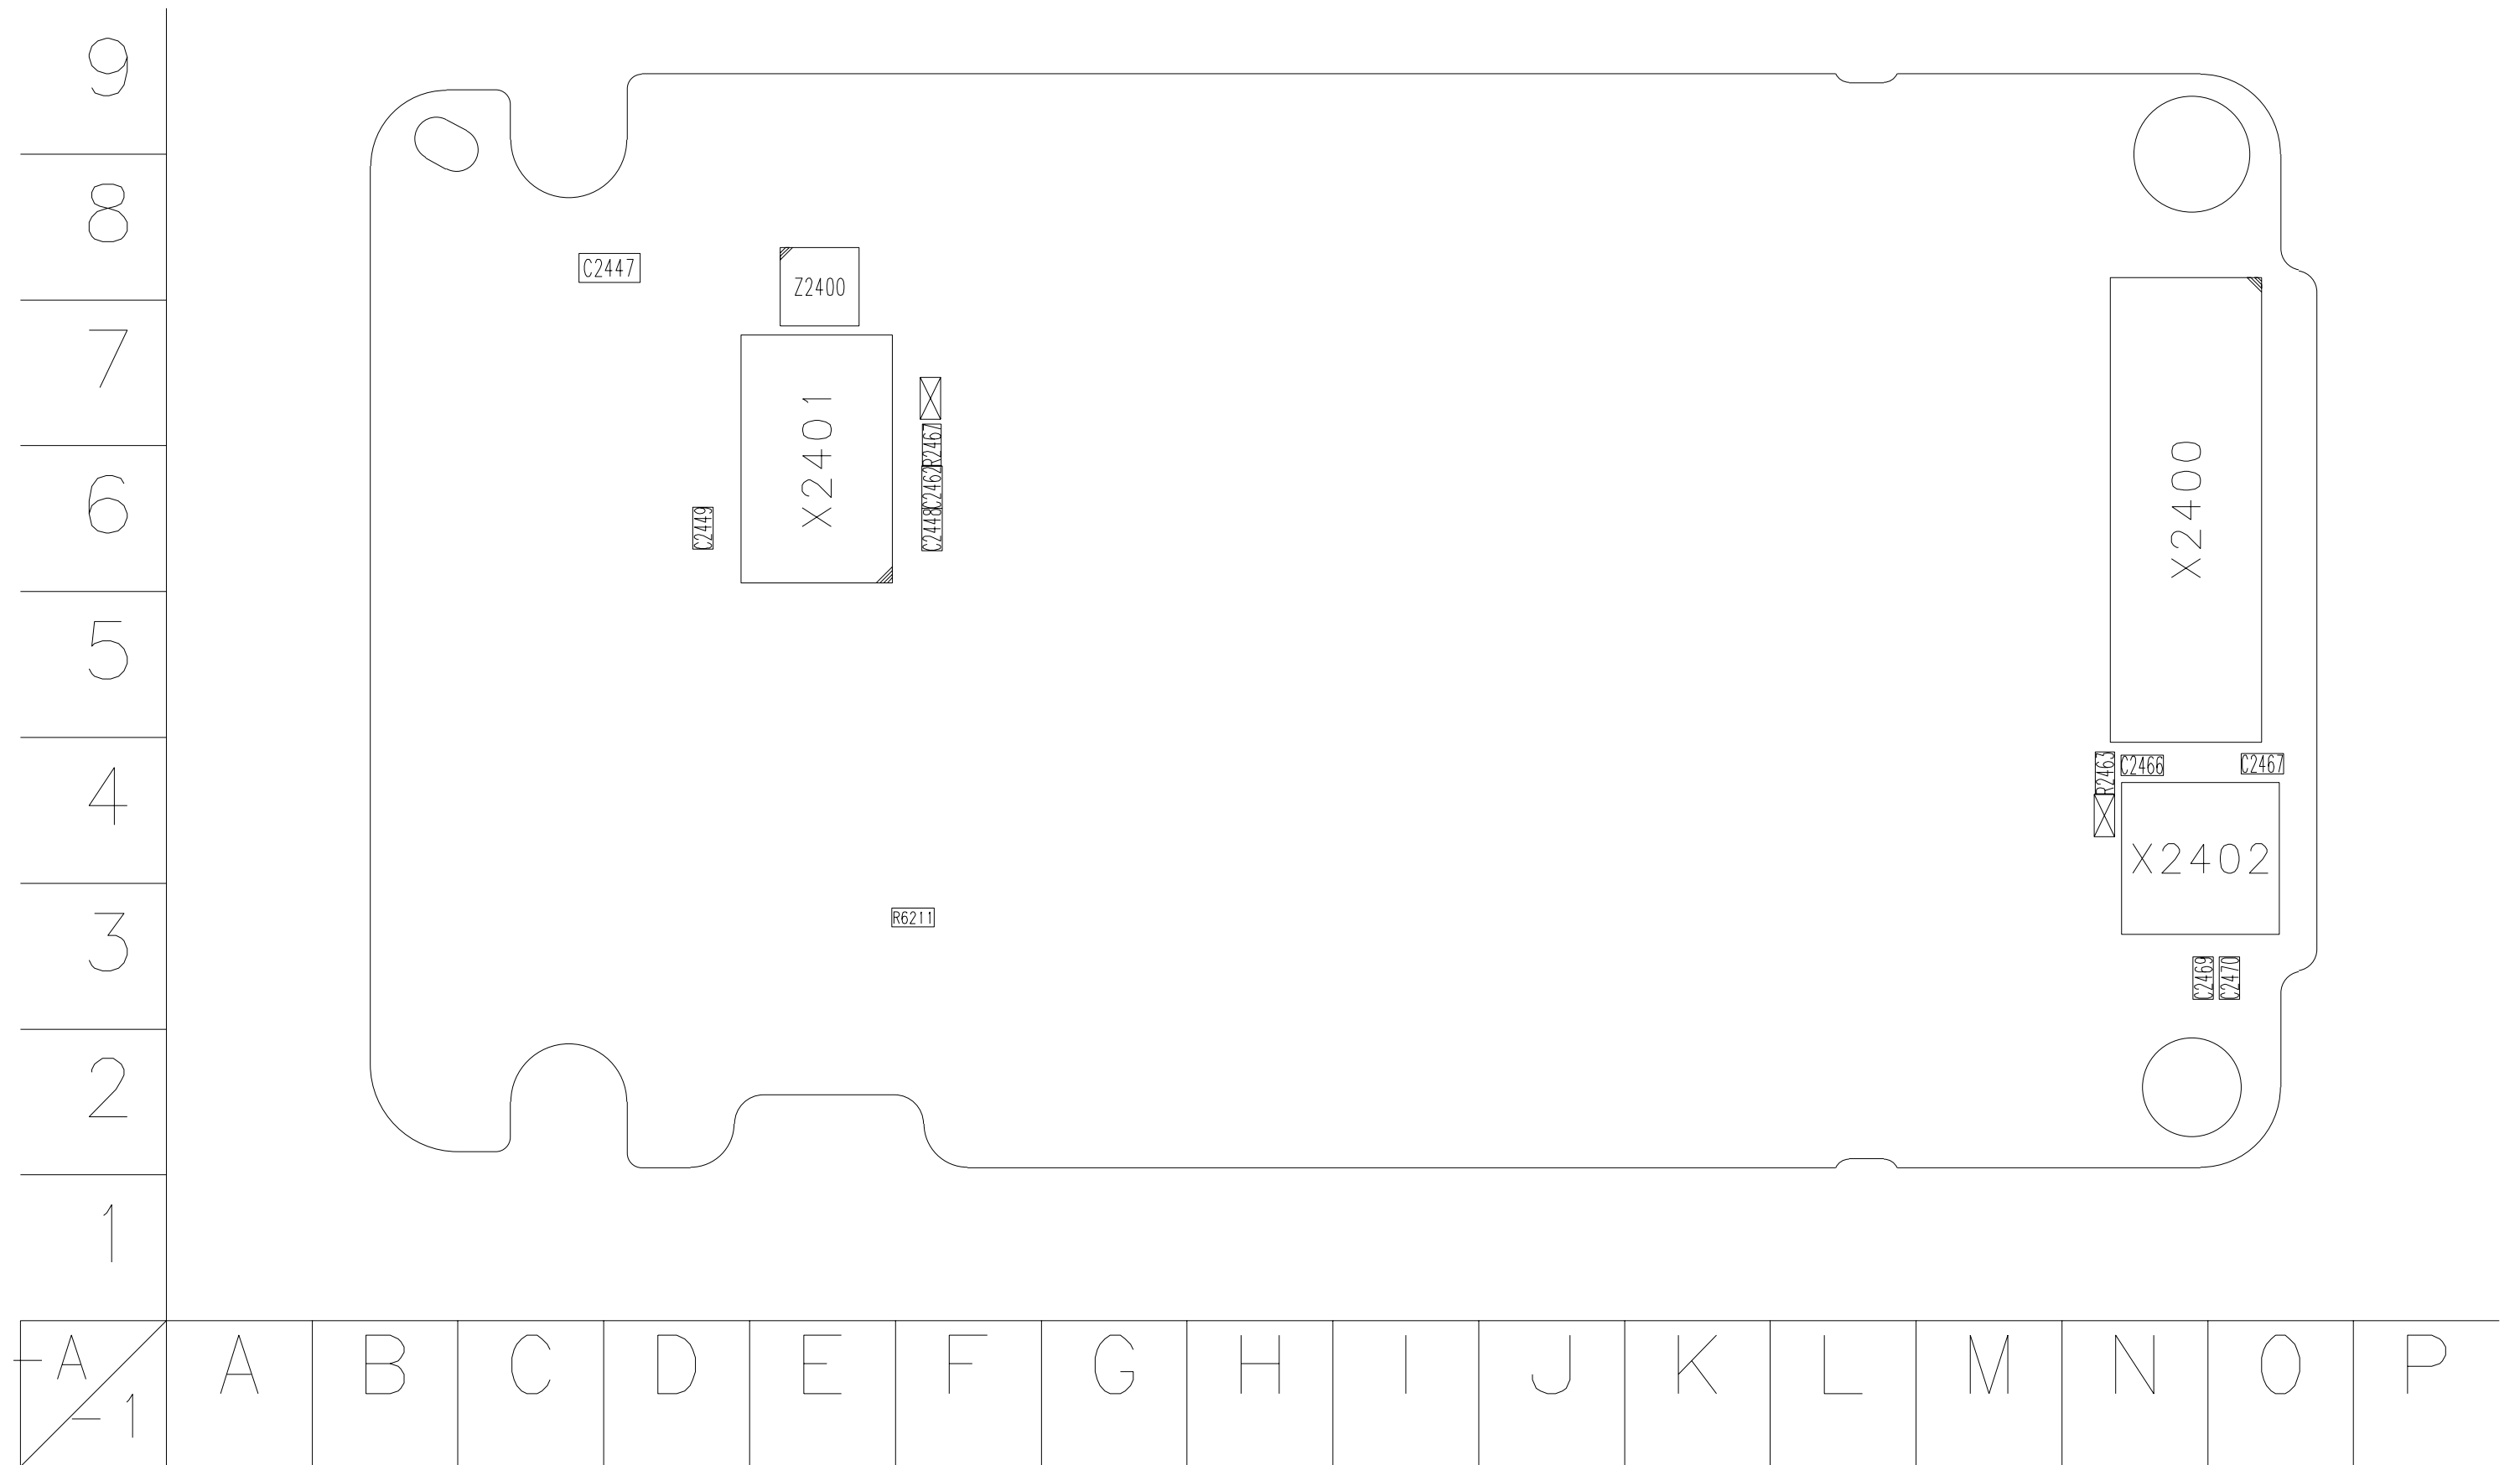 9
8
C2447
Z2400
7
X2401
R2467
C2462
C2448
C2449
X2400
6
5
4
R2463
C2466
C2467
X2402
3
R6211
C2469
C2470
2
1
-A
-1
A B C D E F G H I J K L M N O P